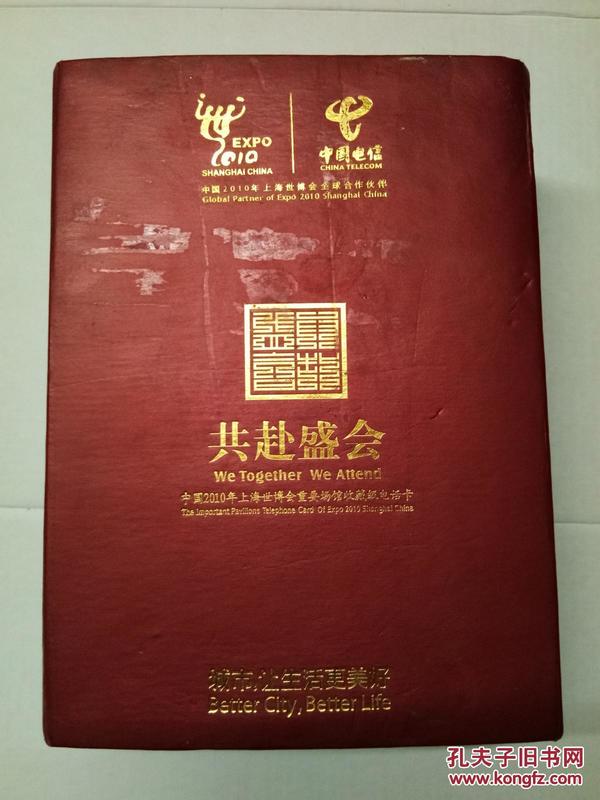 EXPO
2010
SHANGHAI CHINA
中国电信
CHINA TELECOM
中国2010年上海世博会全球合作伙伴
Global Partner of Expo 2010 Shanghai China
共赴盛会
We Together We Attend
中国2010年上海世博会重要场馆收藏级电话卡
The Important Pavilions Telephone Card Of Expo 2010 Shanghai China
城市,让生活更美好
Better City, Better Life
孔夫子旧书网
www.kongfz.com